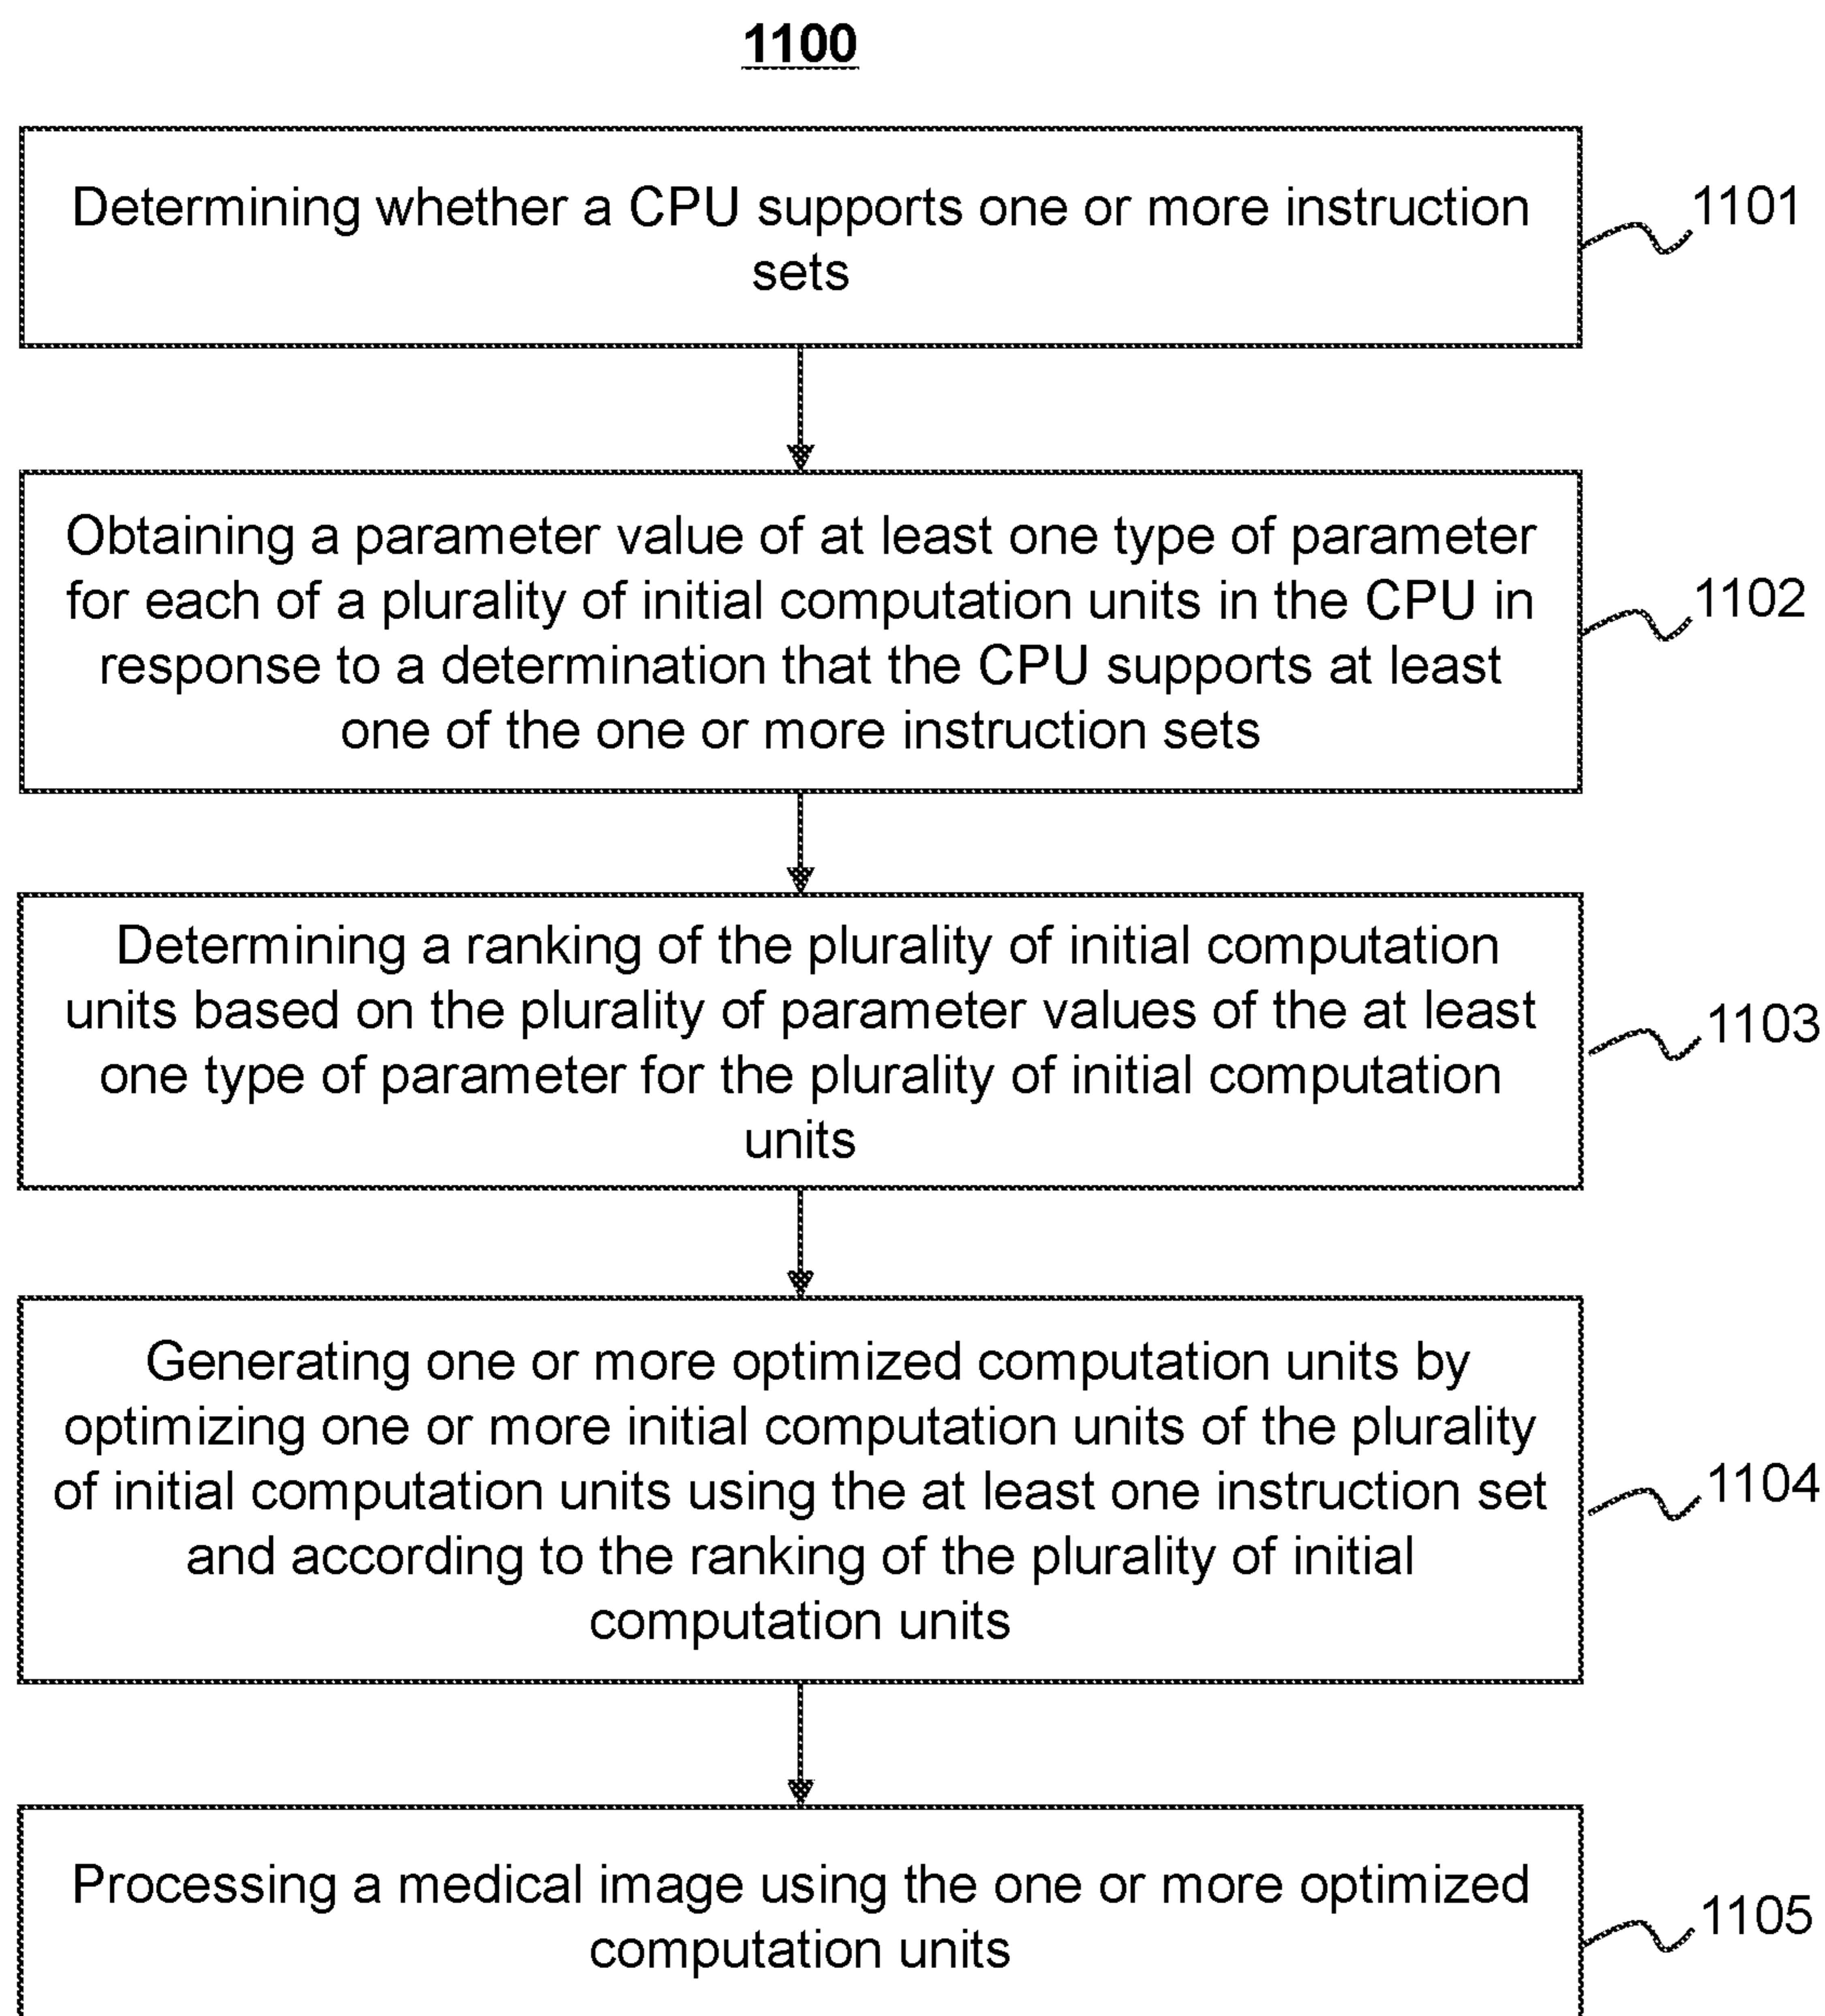 1100
Determining whether a CPU supports one or more instruction
sets
1101
Obtaining a parameter value of at least one type of parameter
for each of a plurality of initial computation units in the CPU in
response to a determination that the CPU supports at least
one of the one or more instruction sets
1102
Determining a ranking of the plurality of initial computation
units based on the plurality of parameter values of the at least
one type of parameter for the plurality of initial computation
units
1103
Generating one or more optimized computation units by
optimizing one or more initial computation units of the plurality
of initial computation units using the at least one instruction set
and according to the ranking of the plurality of initial
computation units
1104
Processing a medical image using the one or more optimized
computation units
1105